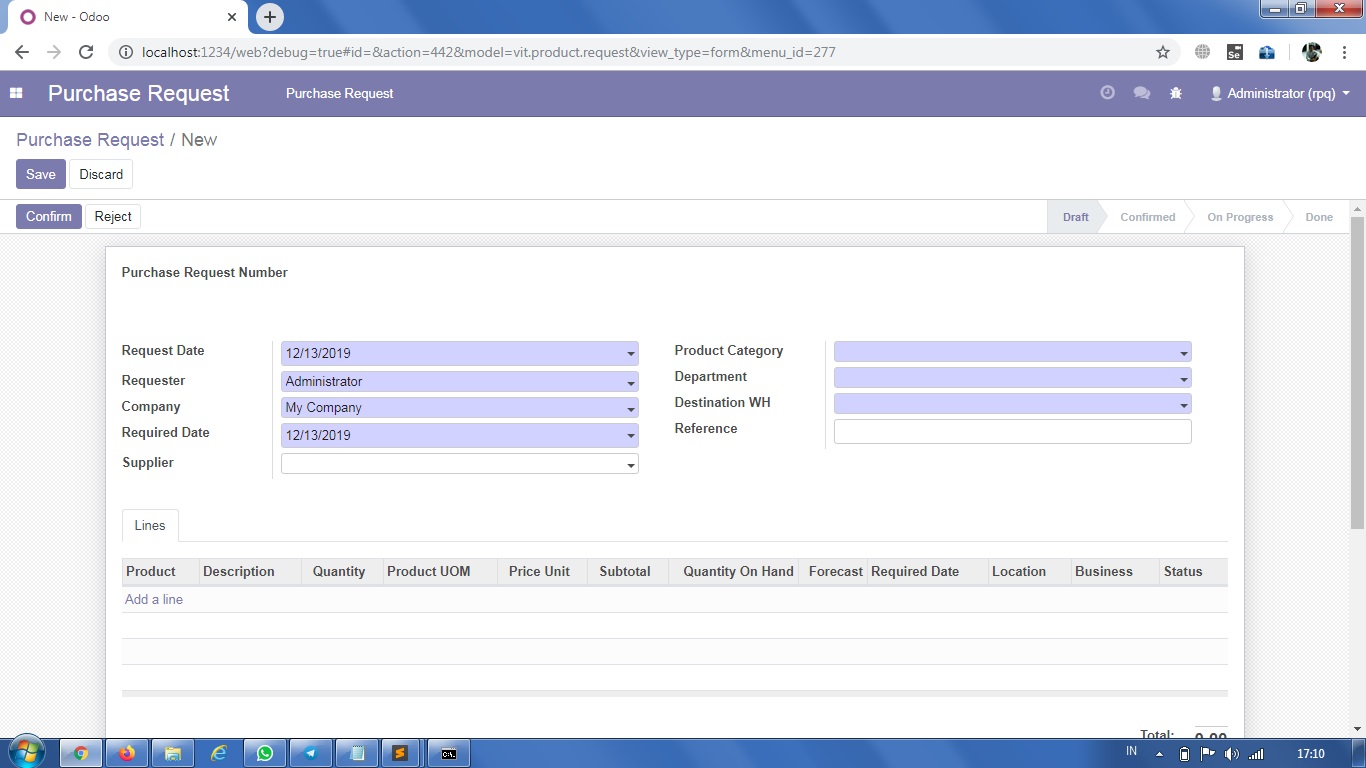 New - Odoo
localhost:1234/web?debug=true#id=&action=442&model=vit.product.request&view_type=form&menu_id=277
Se
Purchase Request Purchase Request Administrator (rpq)
Purchase Request / New
Save Discard
Confirm Reject Draft Confirmed On Progress Done
Purchase Request Number
Request Date 12/13/2019 Product Category
Requester Administrator Department
Company My Company Destination WH
Required Date 12/13/2019 Reference
Supplier
Lines
Product Description Quantity Product UOM Price Unit Subtotal Quantity On Hand Forecast Required Date Location Business Status
Add a line
Total: 0.00
IN 17:10